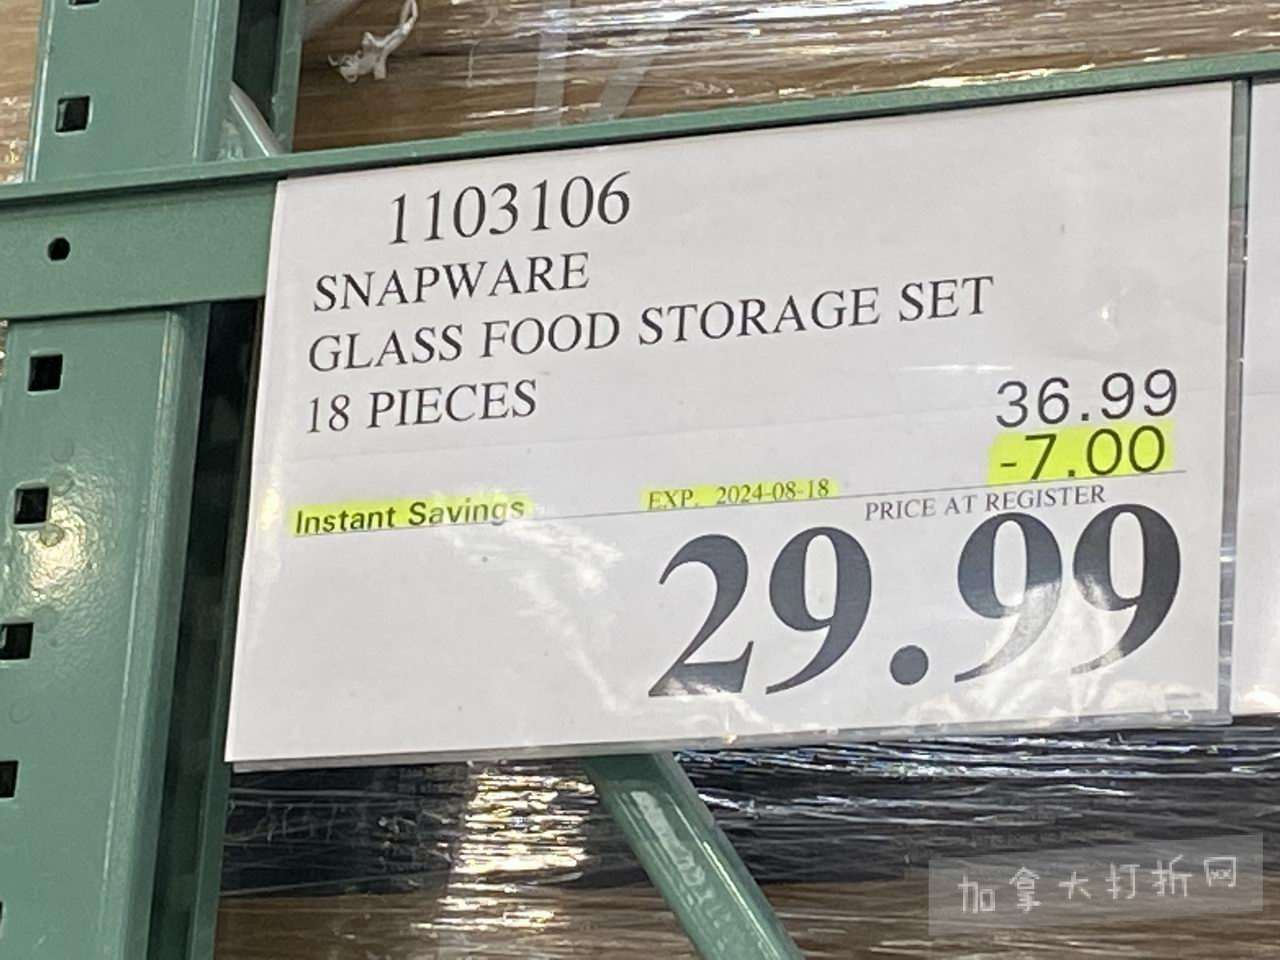 1103106
SNAPWARE
GLASS FOOD STORAGE SET
18 PIECES
36.99
-7.00
Instant Savings EXP. 2024-08-18
PRICE AT REGISTER
29.99
加拿大打折网